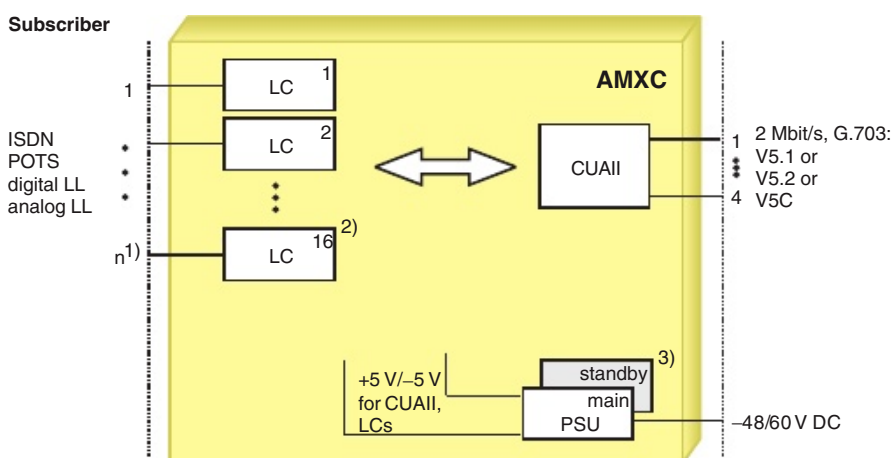 Subscriber
AMXC
1
LC 1
ISDN
POTS
digital LL
analog LL
LC 2
n1)
LC 16 2)
CUAII
1
4
2 Mbit/s, G.703:
V5.1 or
V5.2 or
V5C
+5 V/–5 V
for CUAII,
LCs
standby 3)
main
PSU
–48/60 V DC